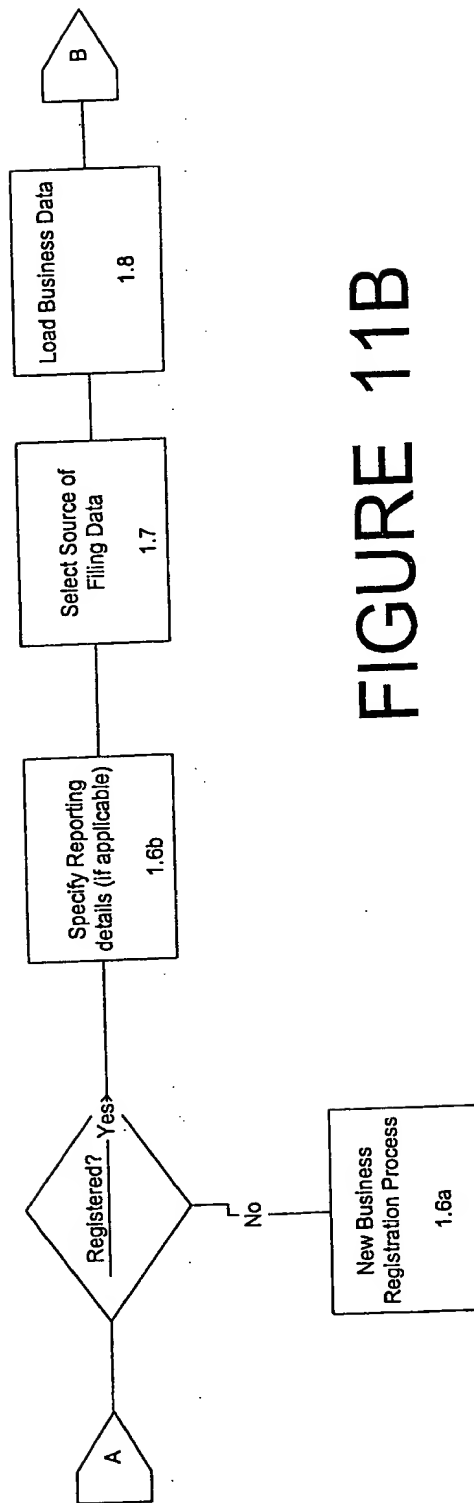 A
Registered?
Yes
No
New Business
Registration Process
1.6a
Specify Reporting
details (if applicable)
1.6b
Select Source of
Filing Data
1.7
Load Business Data
1.8
B
FIGURE 11B